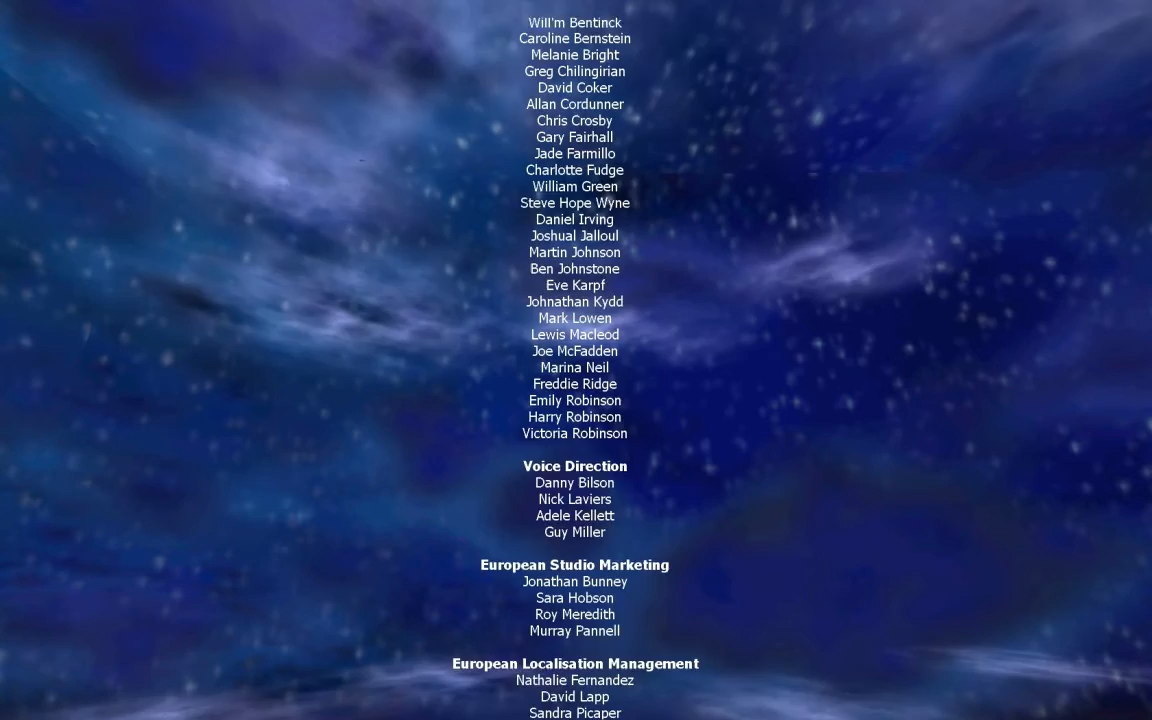 Will'm Bentinck
Caroline Bernstein
Melanie Bright
Greg Chilingirian
David Coker
Allan Cordunner
Chris Crosby
Gary Fairhall
Jade Farmillo
Charlotte Fudge
William Green
Steve Hope Wyne
Daniel Irving
Joshual Jalloul
Martin Johnson
Ben Johnstone
Eve Karpf
Johnathan Kydd
Mark Lowen
Lewis Macleod
Joe McFadden
Marina Neil
Freddie Ridge
Emily Robinson
Harry Robinson
Victoria Robinson
Voice Direction
Danny Bilson
Nick Laviers
Adele Kellett
Guy Miller
European Studio Marketing
Jonathan Bunney
Sara Hobson
Roy Meredith
Murray Pannell
European Localisation Management
Nathalie Fernandez
David Lapp
Sandra Picaper